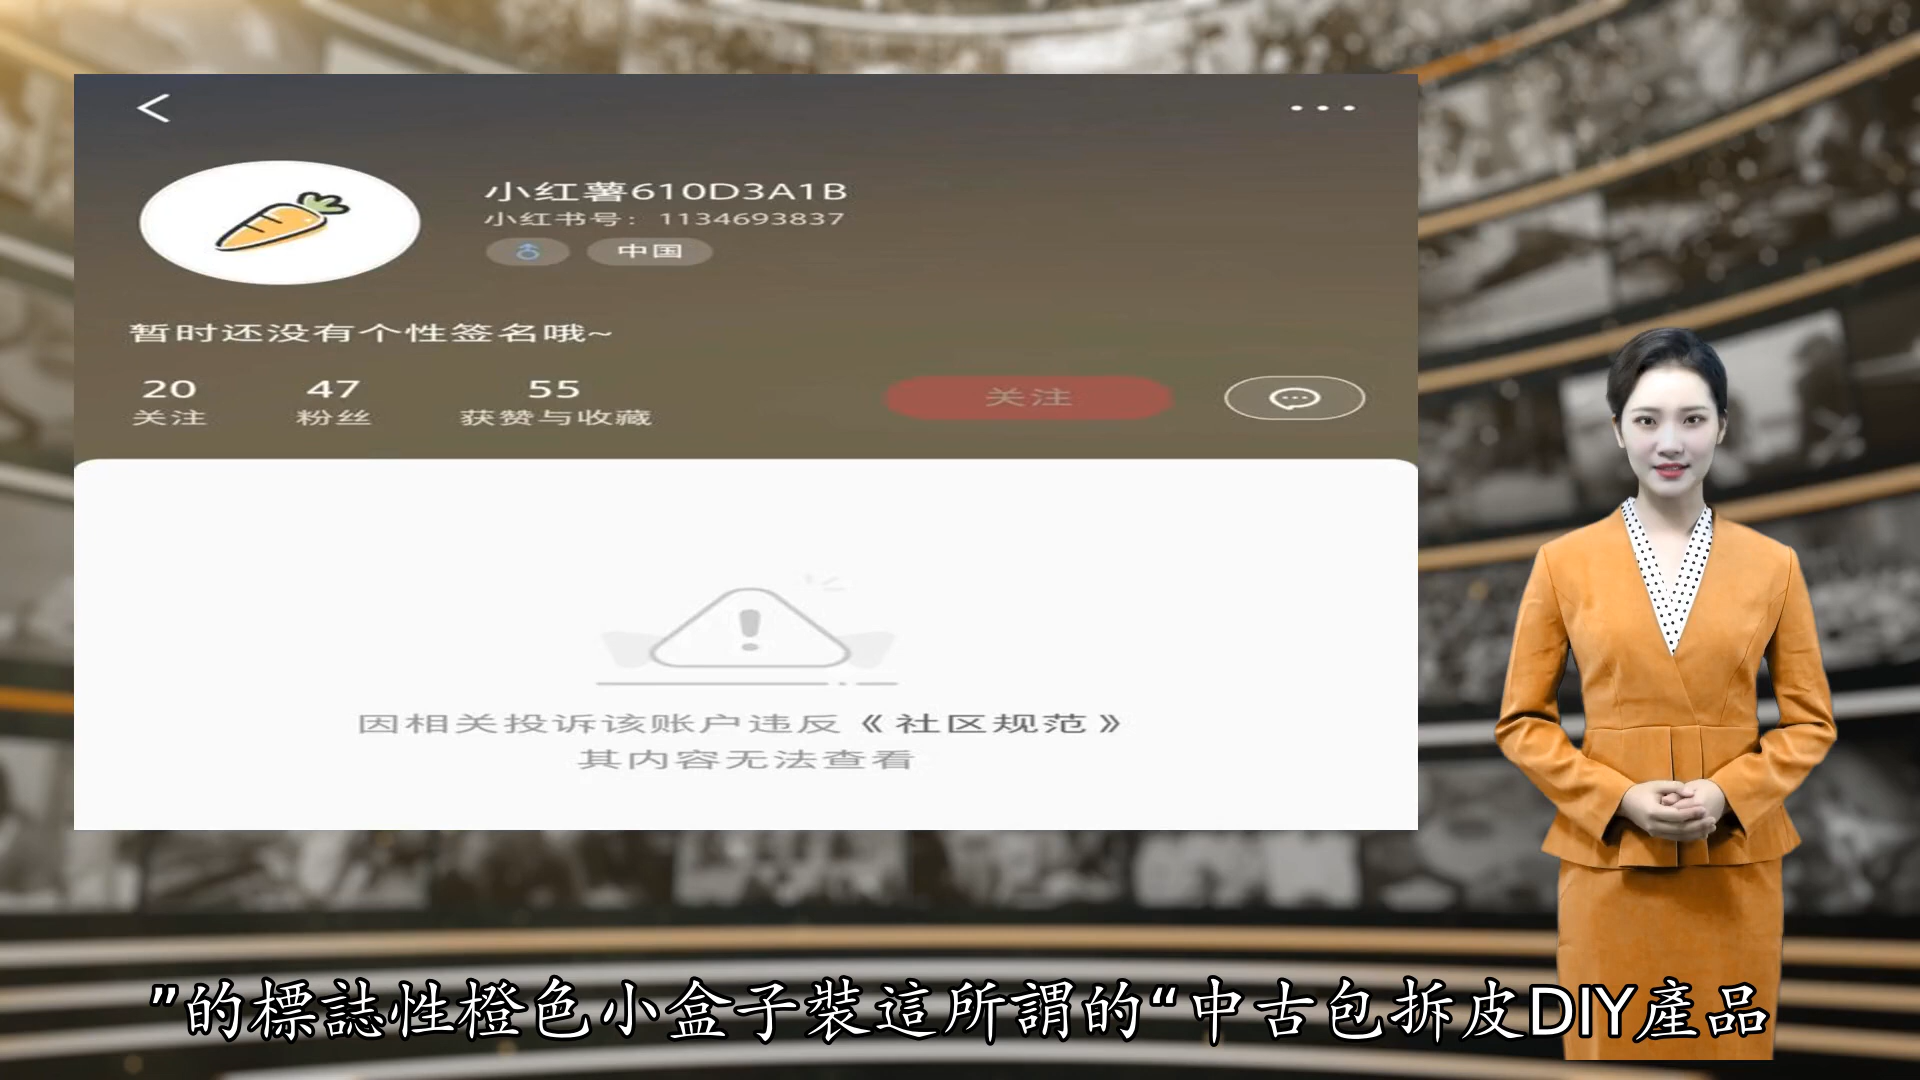 小红薯610D3A1B
小红书号：1134693837
中国
暂时还没有个性签名哦~
20 47 55
关注 粉丝 获赞与收藏
关注
因相关投诉该账户违反《社区规范》
其内容无法查看
”的標誌性橙色小盒子裝這所謂的“中古包拆皮DIY產品